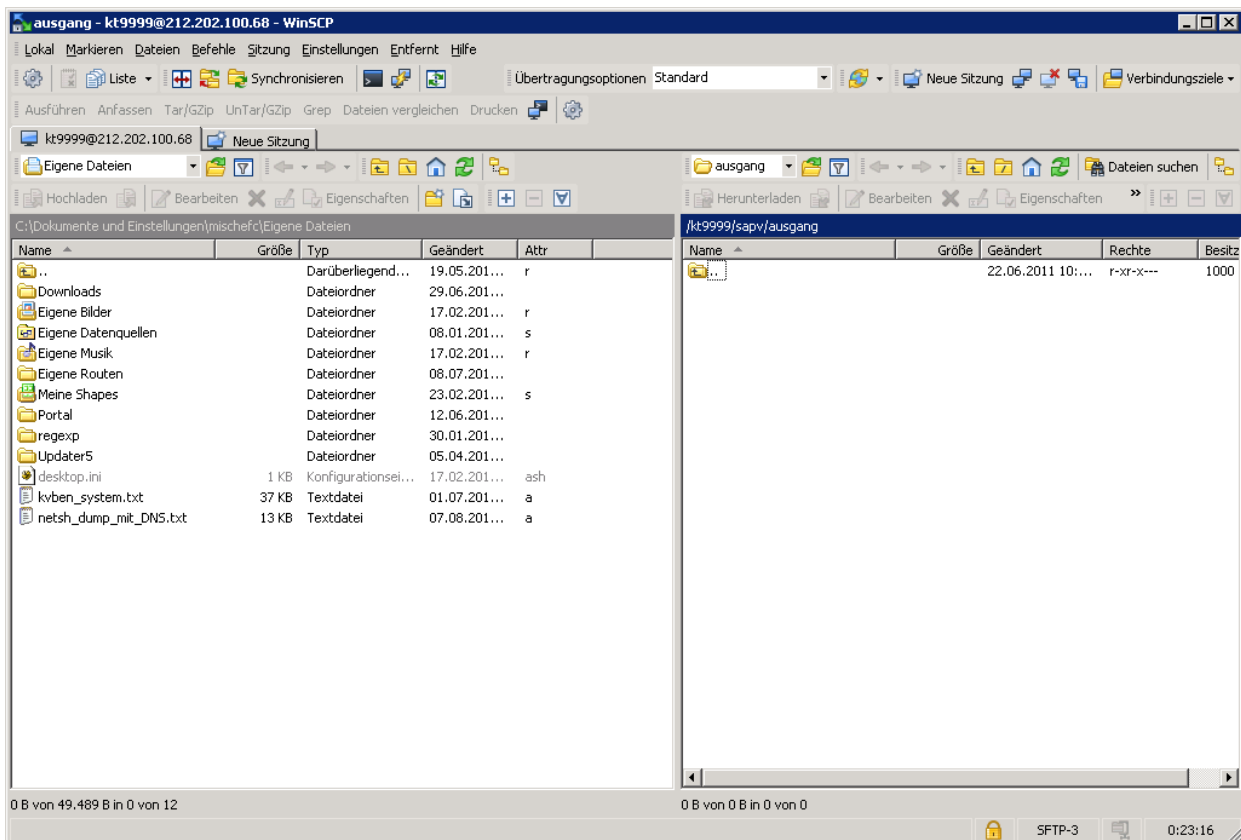 ausgang - kt9999@212.202.100.68 - WinSCP
Lokal Markieren Dateien Befehle Sitzung Einstellungen Entfernt Hilfe
Liste Synchronisieren Übertragungsoptionen Standard Neue Sitzung Verbindungsziele
Ausführen Anfassen Tar/GZip UnTar/GZip Grep Dateien vergleichen Drucken
kt9999@212.202.100.68 Neue Sitzung
Eigene Dateien ausgang Dateien suchen
Hochladen Bearbeiten Eigenschaften Herunterladen Bearbeiten Eigenschaften »
C:\Dokumente und Einstellungen\mischefc\Eigene Dateien /kt9999/sapv/ausgang
Name Größe Typ Geändert Attr Name Größe Geändert Rechte Besitz
.. Darüberliegend... 19.05.201... r .. 22.06.2011 10:... r-xr-x--- 1000
Downloads Dateiordner 29.06.201...
Eigene Bilder Dateiordner 17.02.201... r
Eigene Datenquellen Dateiordner 08.01.201... s
Eigene Musik Dateiordner 17.02.201... r
Eigene Routen Dateiordner 08.07.201...
Meine Shapes Dateiordner 23.02.201... s
Portal Dateiordner 12.06.201...
regexp Dateiordner 30.01.201...
Updater5 Dateiordner 05.04.201...
desktop.ini 1 KB Konfigurationsei... 17.02.201... ash
kvben_system.txt 37 KB Textdatei 01.07.201... a
netsh_dump_mit_DNS.txt 13 KB Textdatei 07.08.201... a
0 B von 49.489 B in 0 von 12 0 B von 0 B in 0 von 0
SFTP-3 0:23:16